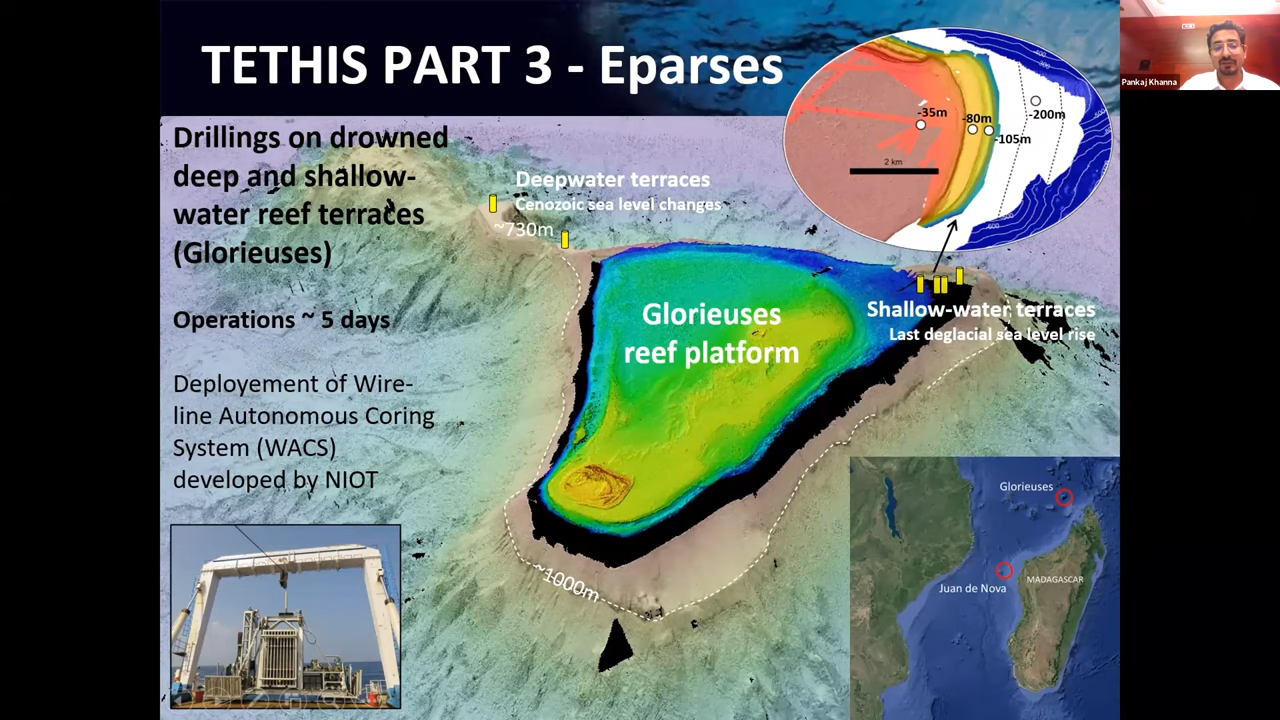 TETHIS PART 3 - Eparses
Pankaj Khanna
Drillings on drowned
deep and shallow-
water reef terraces
(Glorieuses)
Operations ~ 5 days
Deployement of Wire-
line Autonomous Coring
System (WACS)
developed by NIOT
Deepwater terraces
Cenozoic sea level changes
~730m
-35m
-80m
-105m
-200m
2 km
Glorieuses
reef platform
Shallow-water terraces
Last deglacial sea level rise
~1000m
Glorieuses
Juan de Nova
MADAGASCAR